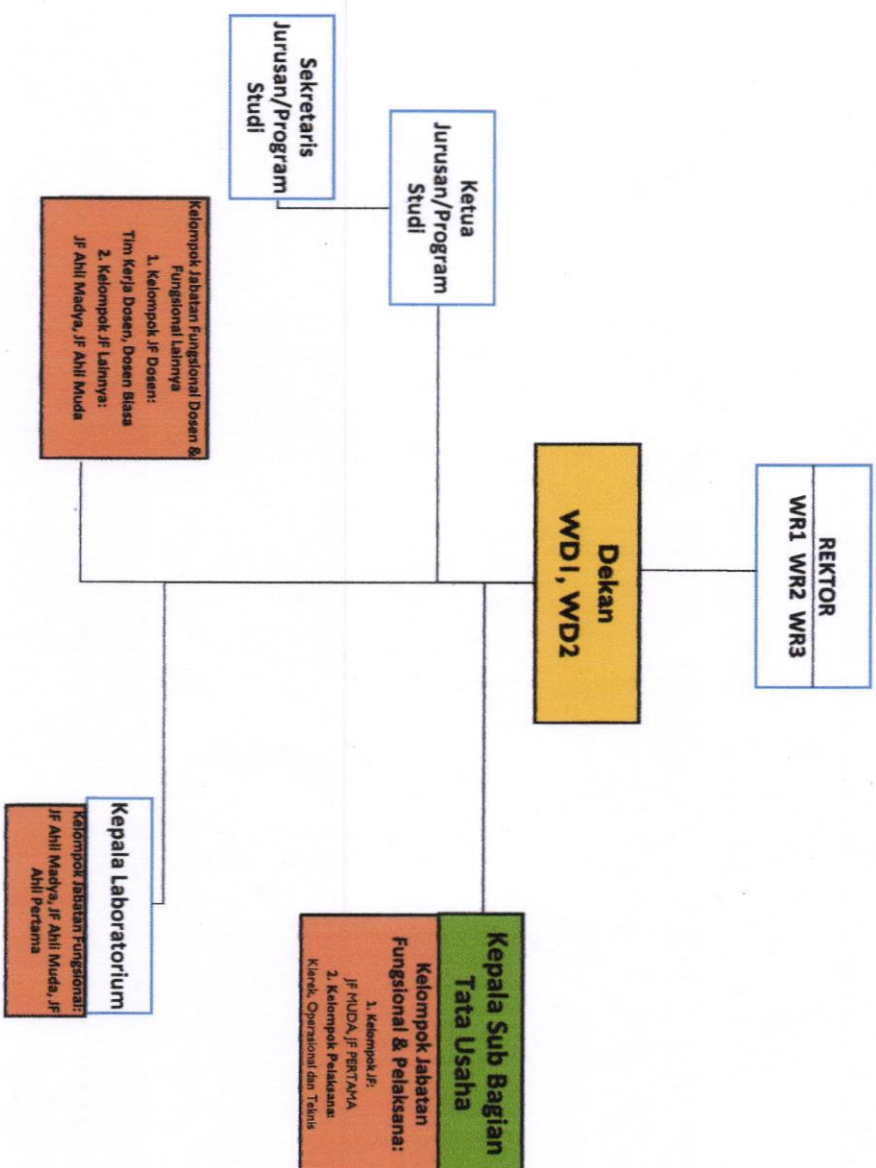 REKTOR
WR1 WR2 WR3
Dekan
WD1, WD2
Kepala Sub Bagian
Tata Usaha
Kelompok Jabatan
Fungsional & Pelaksana:
1. Kelompok JF:
JF MUDA, JF PERTAMA
2. Kelompok Pelaksana:
Klerek, Operasional dan Teknis
Ketua
Jurusan/Program
Studi
Sekretaris
Jurusan/Program
Studi
Kelompok Jabatan Fungsional Dosen &
Fungsional Lainnya
1. Kelompok JF Dosen:
Tim Kerja Dosen, Dosen Biasa
2. Kelompok JF Lainnya:
JF Ahli Madya, JF Ahli Muda
Kepala Laboratorium
Kelompok Jabatan Fungsional:
JF Ahli Madya, JF Ahli Muda, JF
Ahli Pertama